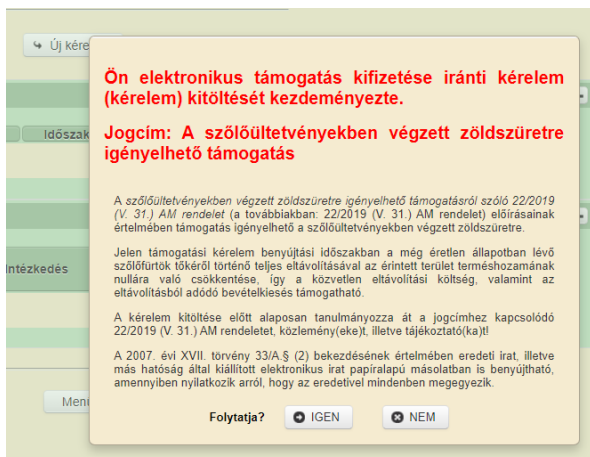 Új kére
Ön elektronikus támogatás kifizetése iránti kérelem
(kérelem) kitöltését kezdeményezte.
Időszak
Jogcím: A szőlőültetvényekben végzett zöldszüretre
igényelhető támogatás
A szőlőültetvényekben végzett zöldszüretre igényelhető támogatásról szóló 22/2019
(V. 31.) AM rendelet (a továbbiakban: 22/2019 (V. 31.) AM rendelet) előírásainak
értelmében támogatás igényelhető a szőlőültetvényekben végzett zöldszüretre.
Jelen támogatási kérelem benyújtási időszakban a még éretlen állapotban lévő
Intézkedés
szőlőfürtök tőkéről történő teljes eltávolításával az érintett terület terméshozamának
nullára való csökkentése, így a közvetlen eltávolítási költség, valamint az
eltávolításból adódó bevételkiesés támogatható.
A kérelem kitöltése előtt alaposan tanulmányozza át a jogcímhez kapcsolódó
22/2019 (V. 31.) AM rendeletet, közlemény(eke)t, illetve tájékoztató(ka)t!
A 2007. évi XVII. törvény 33/A.§ (2) bekezdésének értelmében eredeti irat, illetve
más hatóság által kiállított elektronikus irat papíralapú másolatban is benyújtható,
amennyiben nyilatkozik arról, hogy az eredetivel mindenben megegyezik.
Men
Folytatja? IGEN NEM